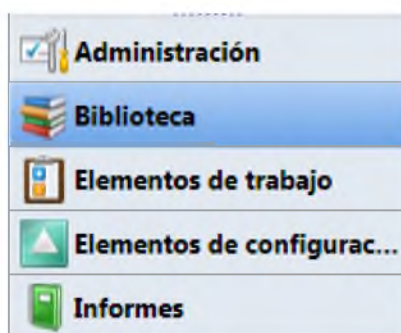 Administración
Biblioteca
Elementos de trabajo
Elementos de configurac...
Informes